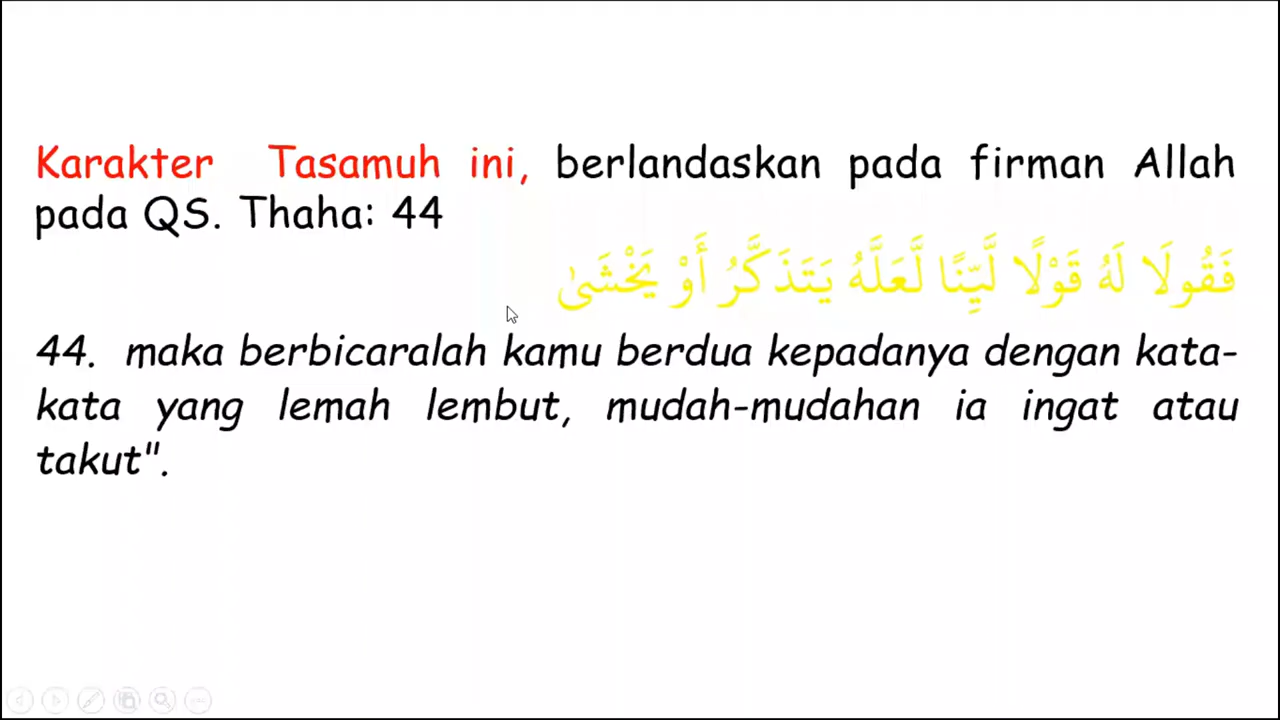 Karakter Tasamuh ini, berlandaskan pada firman Allah
pada QS. Thaha: 44
فَقُولَا لَهُ قَوْلًا لَّيِّنًا لَّعَلَّهُ يَتَذَكَّرُ أَوْ يَخْشَىٰ
44. maka berbicaralah kamu berdua kepadanya dengan kata-
kata yang lemah lembut, mudah-mudahan ia ingat atau
takut".